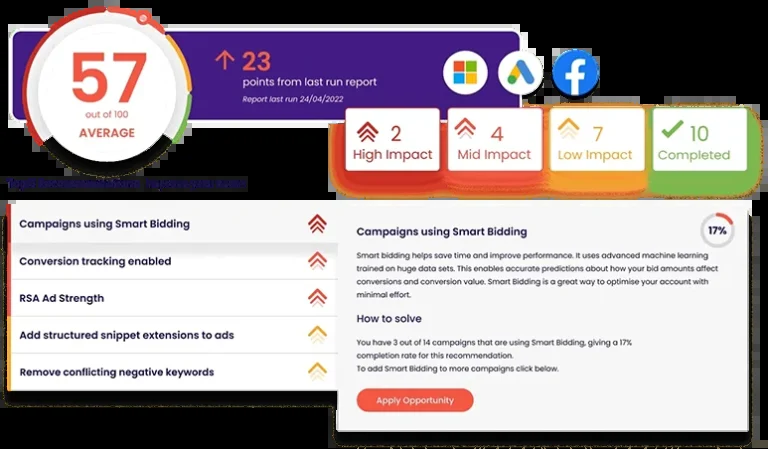 57
out of 100
AVERAGE
23
points from last run report
Report last run 24/04/2022
2
High Impact
4
Mid Impact
7
Low Impact
10
Completed
Campaigns using Smart Bidding
Conversion tracking enabled
RSA Ad Strength
Add structured snippet extensions to ads
Remove conflicting negative keywords
Campaigns using Smart Bidding
17%
Smart bidding helps save time and improve performance. It uses advanced machine learning
trained on huge data sets. This enables accurate predictions about how your bid amounts affect
conversions and conversion value. Smart Bidding is a great way to optimise your account with
minimal effort.
How to solve
You have 3 out of 14 campaigns that are using Smart Bidding, giving a 17%
completion rate for this recommendation.
To add Smart Bidding to more campaigns click below.
Apply Opportunity